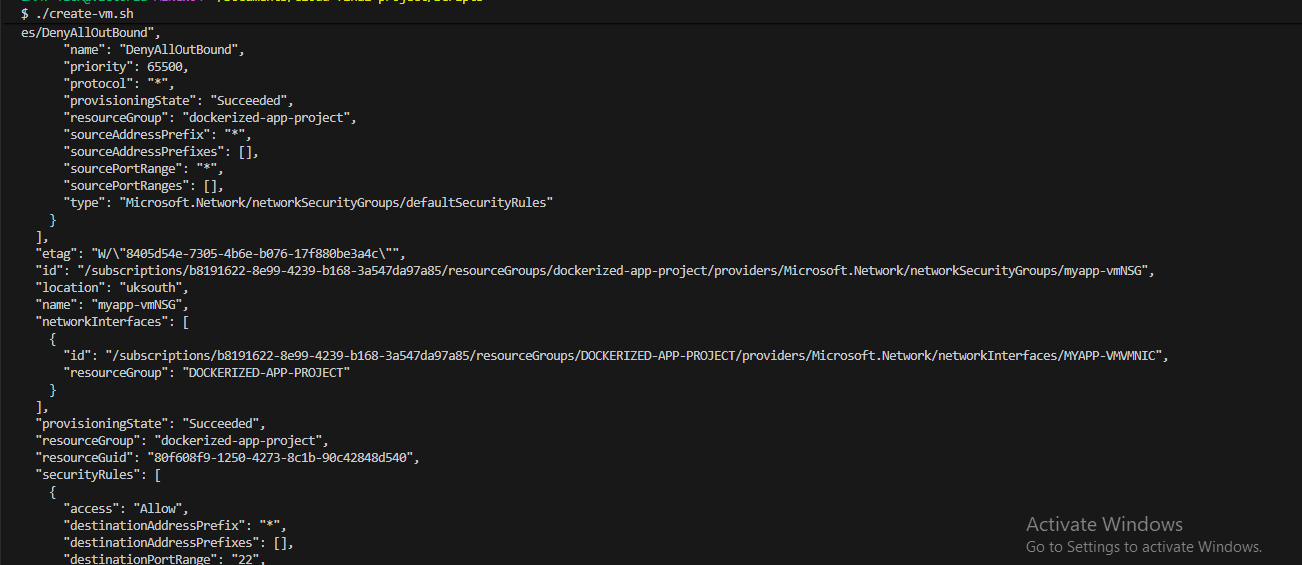 $ ./create-vm.sh
es/DenyAllOutBound",
"name": "DenyAllOutBound",
"priority": 65500,
"protocol": "*",
"provisioningState": "Succeeded",
"resourceGroup": "dockerized-app-project",
"sourceAddressPrefix": "*",
"sourceAddressPrefixes": [],
"sourcePortRange": "*",
"sourcePortRanges": [],
"type": "Microsoft.Network/networkSecurityGroups/defaultSecurityRules"
}
],
"etag": "W/\"8405d54e-7305-4b6e-b076-17f880be3a4c\"",
"id": "/subscriptions/b8191622-8e99-4239-b168-3a547da97a85/resourceGroups/dockerized-app-project/providers/Microsoft.Network/networkSecurityGroups/myapp-vmNSG",
"location": "uksouth",
"name": "myapp-vmNSG",
"networkInterfaces": [
{
"id": "/subscriptions/b8191622-8e99-4239-b168-3a547da97a85/resourceGroups/DOCKERIZED-APP-PROJECT/providers/Microsoft.Network/networkInterfaces/MYAPP-VMVMNIC",
"resourceGroup": "DOCKERIZED-APP-PROJECT"
}
],
"provisioningState": "Succeeded",
"resourceGroup": "dockerized-app-project",
"resourceGuid": "80f608f9-1250-4273-8c1b-90c42848d540",
"securityRules": [
{
"access": "Allow",
"destinationAddressPrefix": "*",
"destinationAddressPrefixes": [],
"destinationPortRange": "22",
Activate Windows
Go to Settings to activate Windows.